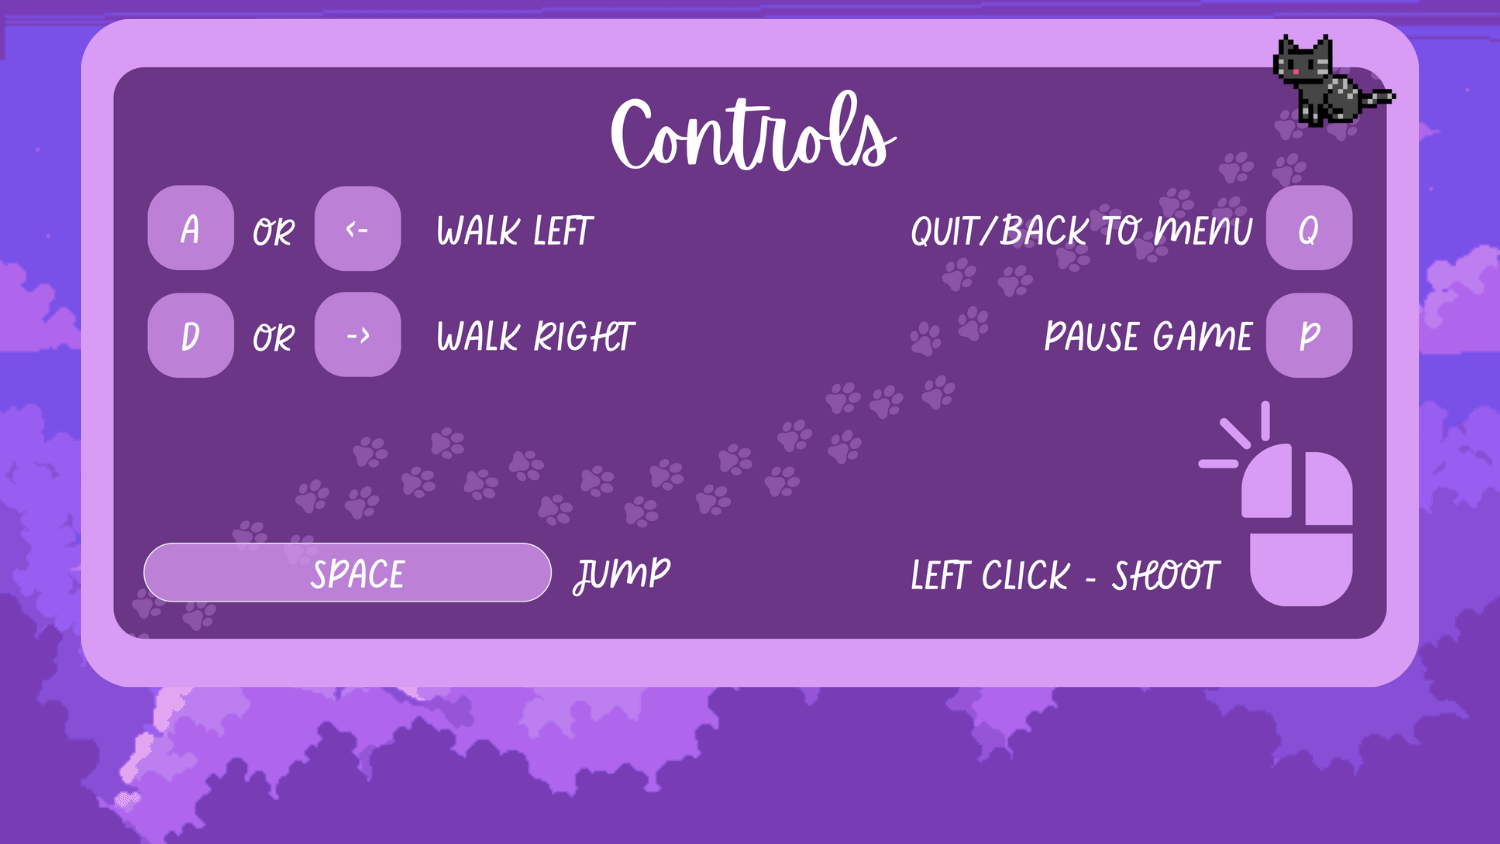 Controls
A OR <- WALK LEFT
QUIT/BACK TO MENU Q
D OR -> WALK RIGHT
PAUSE GAME P
SPACE JUMP
LEFT CLICK - SHOOT